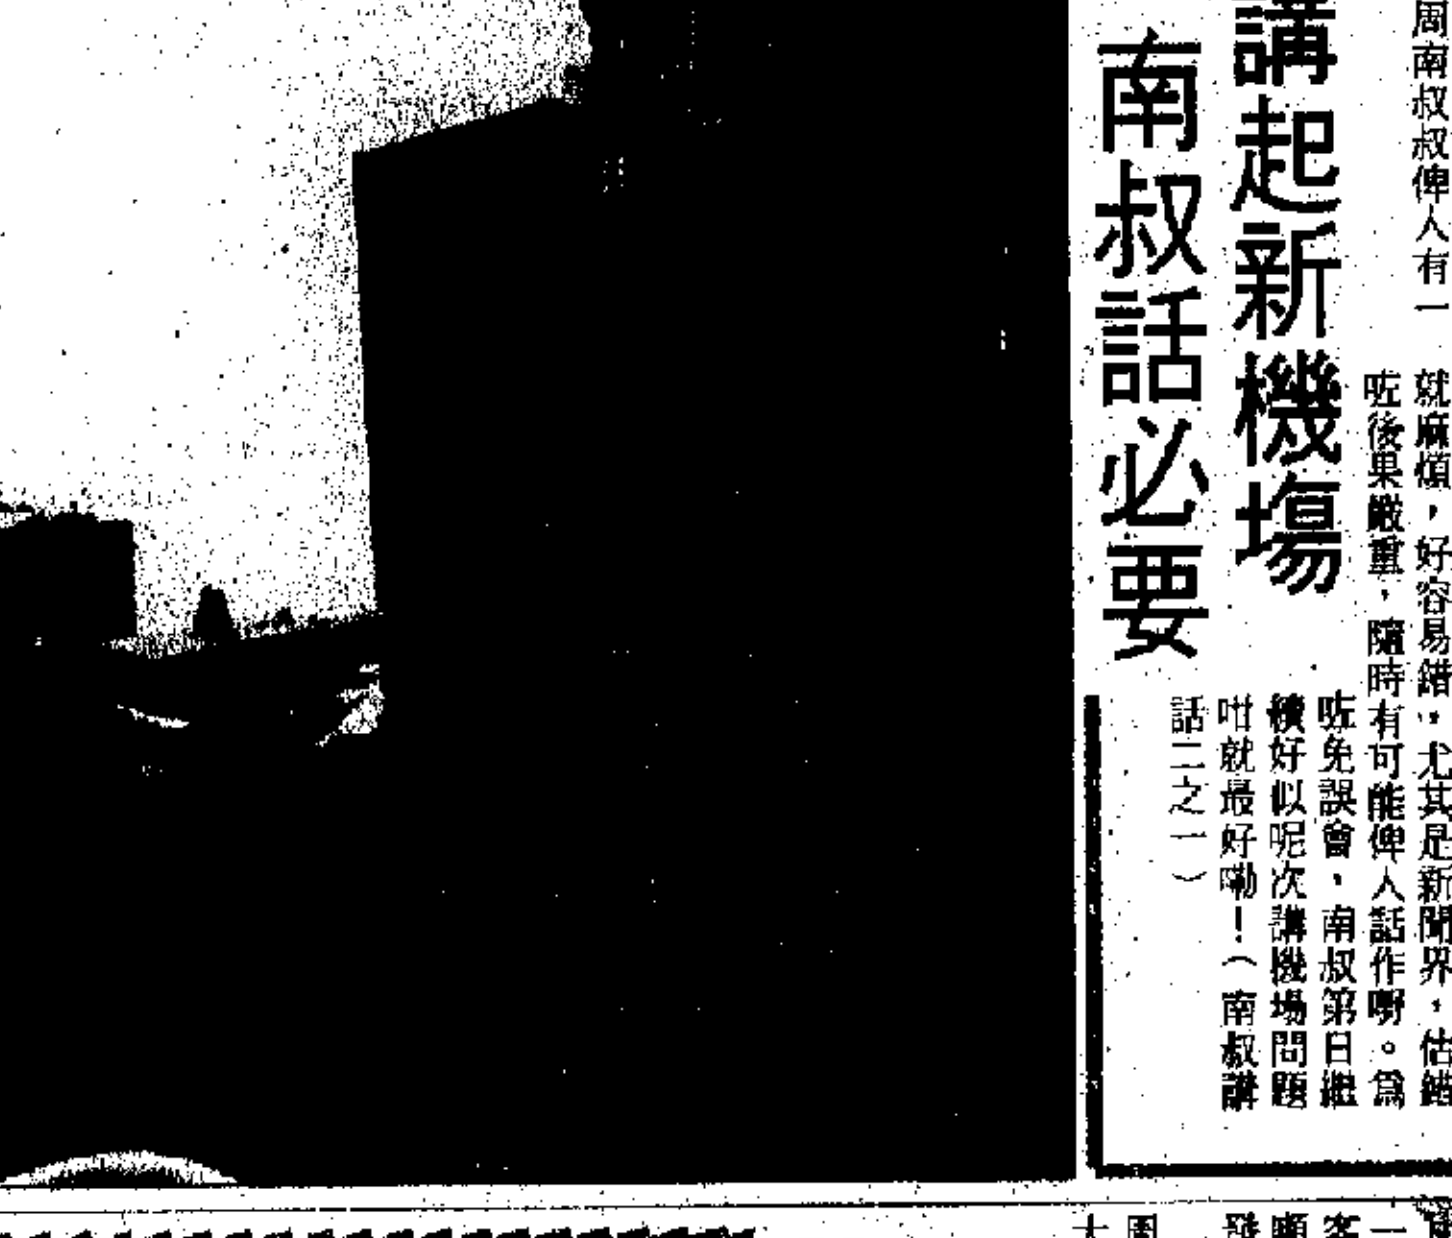 講起新機場
南叔話必要
周南叔叔俾人有一
就麻煩，好容易錯，尤其是新聞界，估錯
咗後果嚴重，隨時有可能俾人話作嘢。為
咗免誤會，南叔第日繼
續好似呢次講機場問題
咁就最好嘞！（南叔講
話二之一）